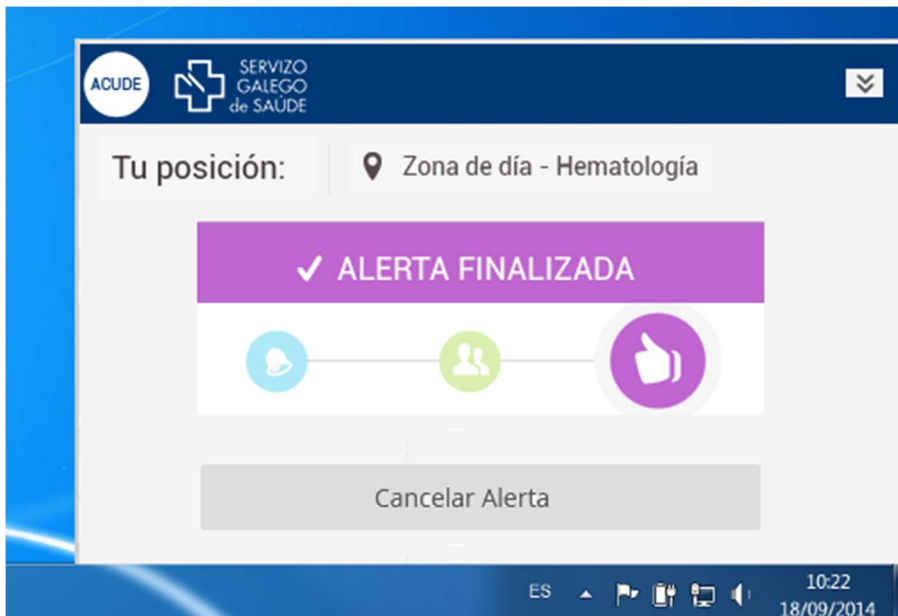 ACUDE
SERVIZO
GALEGO
de SAÚDE
Tu posición:
Zona de día - Hematología
ALERTA FINALIZADA
Cancelar Alerta
ES
10:22
18/09/2014